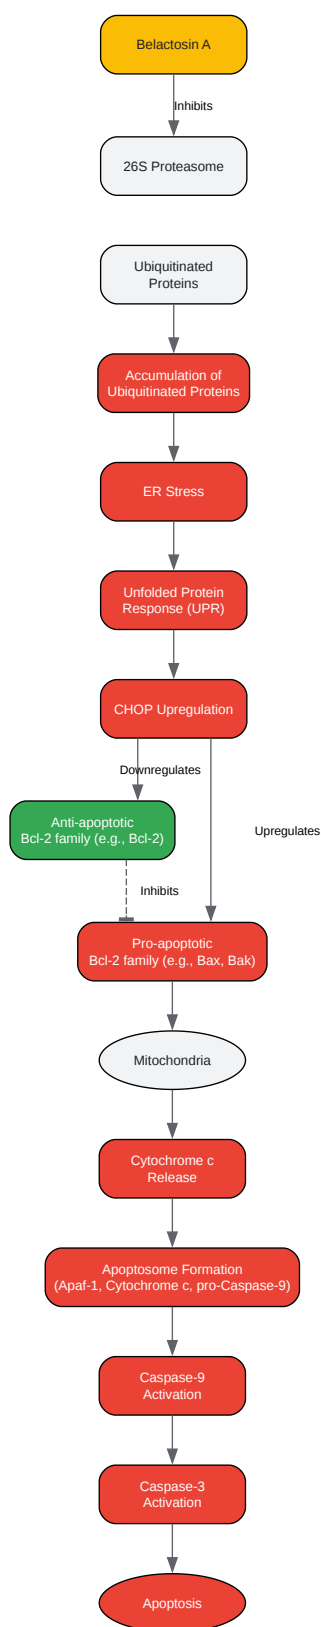 Belactosin A
Inhibits
26S Proteasome
Ubiquitinated
Proteins
Accumulation of
Ubiquitinated Proteins
ER Stress
Unfolded Protein
Response (UPR)
CHOP Upregulation
Downregulates
Anti-apoptotic
Bcl-2 family (e.g., Bcl-2)
Upregulates
Inhibits
Pro-apoptotic
Bcl-2 family (e.g., Bax, Bak)
Mitochondria
Cytochrome c
Release
Apoptosome Formation
(Apaf-1, Cytochrome c, pro-Caspase-9)
Caspase-9
Activation
Caspase-3
Activation
Apoptosis